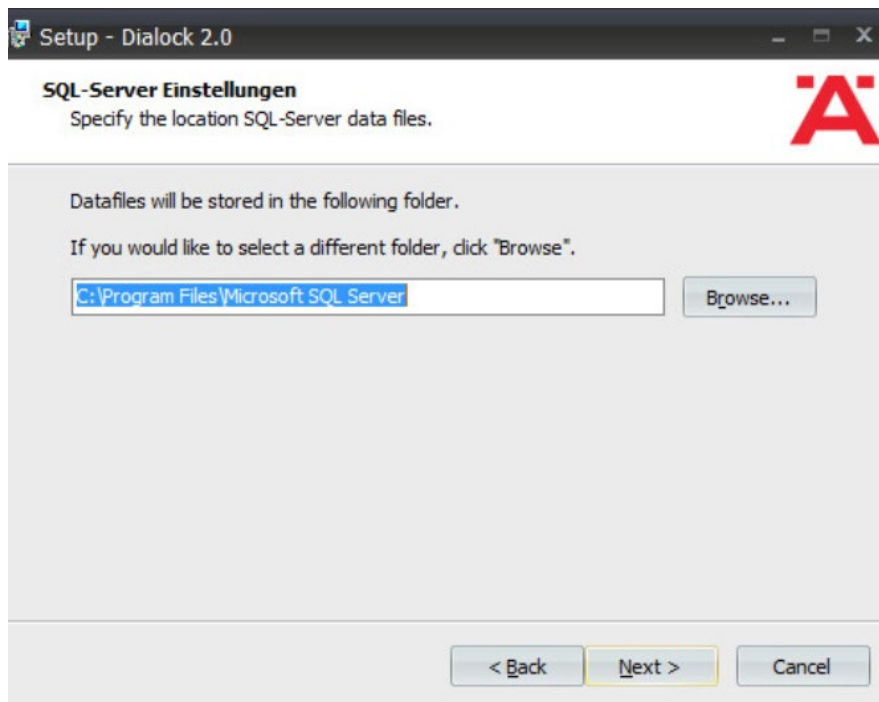 Setup - Dialock 2.0
SQL-Server Einstellungen
Specify the location SQL-Server data files.
Datafiles will be stored in the following folder.
If you would like to select a different folder, click "Browse".
C:\Program Files\Microsoft SQL Server
Browse...
< Back
Next >
Cancel